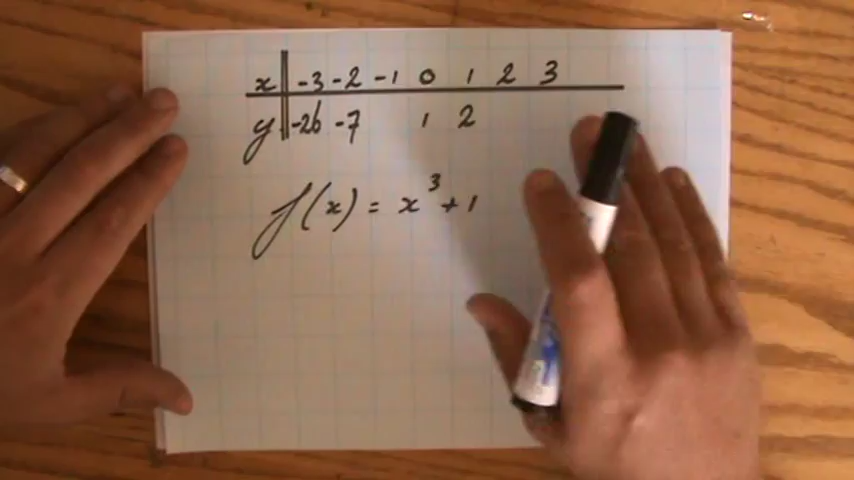 x -3 -2 -1 0 1 2 3
y -26 -7 1 2
f(x) = x³ + 1